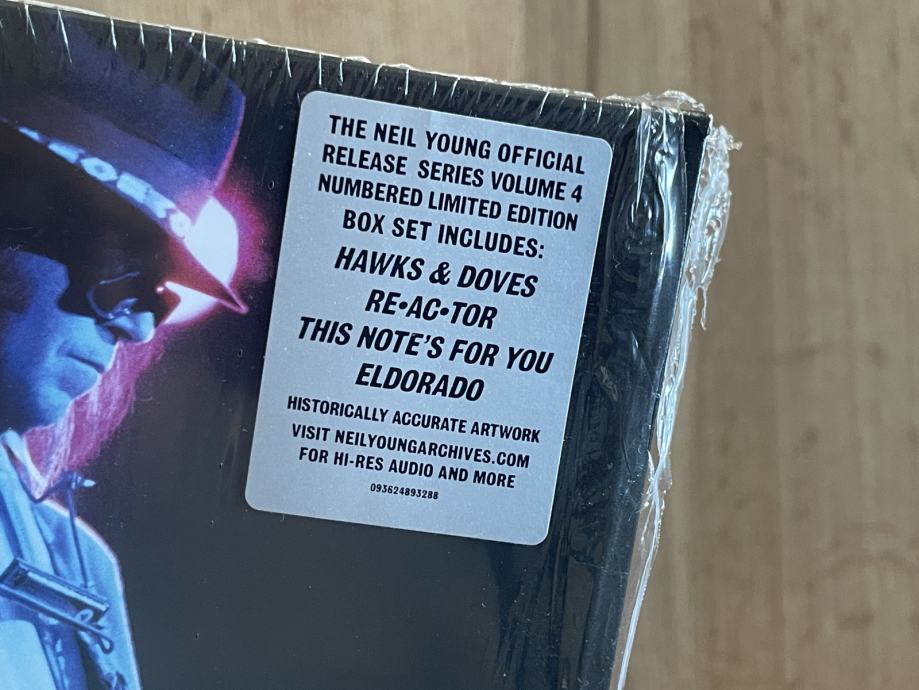 THE NEIL YOUNG OFFICIAL
RELEASE SERIES VOLUME 4
NUMBERED LIMITED EDITION
BOX SET INCLUDES:
HAWKS & DOVES
RE•AC•TOR
THIS NOTE'S FOR YOU
ELDORADO
HISTORICALLY ACCURATE ARTWORK
VISIT NEILYOUNGARCHIVES.COM
FOR HI-RES AUDIO AND MORE
093624893288